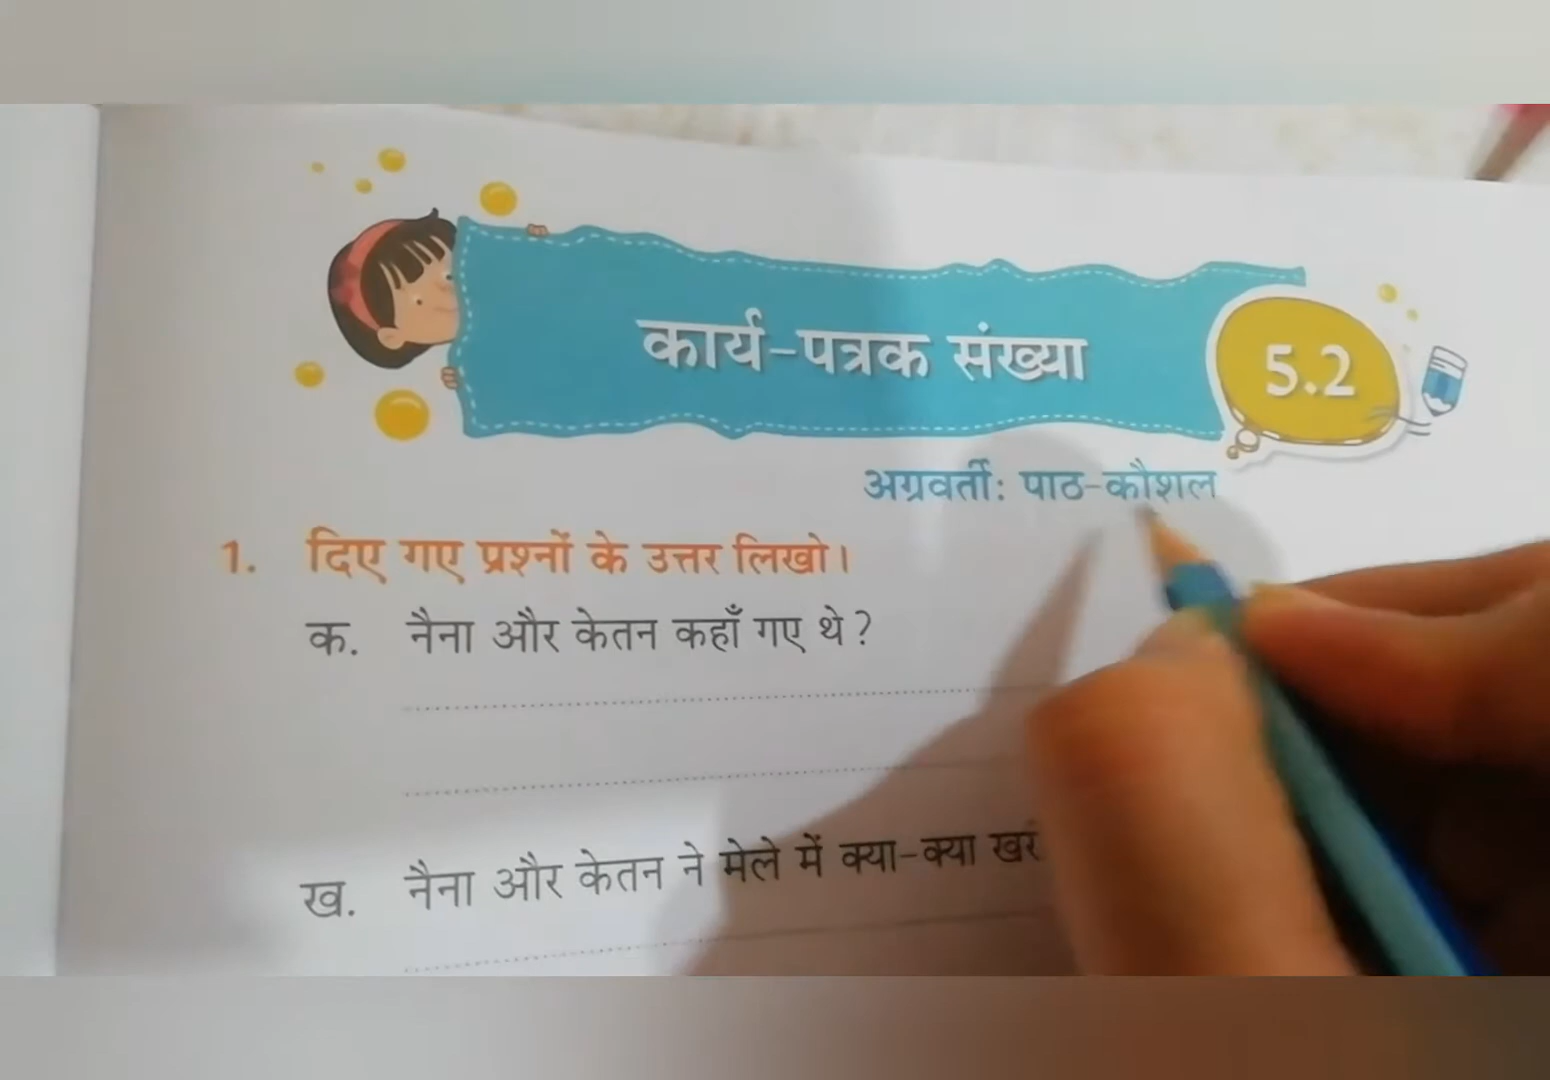 कार्य-पत्रक संख्या
5.2
अग्रवर्ती: पाठ-कौशल
1. दिए गए प्रश्नों के उत्तर लिखो।
क. नैना और केतन कहाँ गए थे?
ख. नैना और केतन ने मेले में क्या-क्या